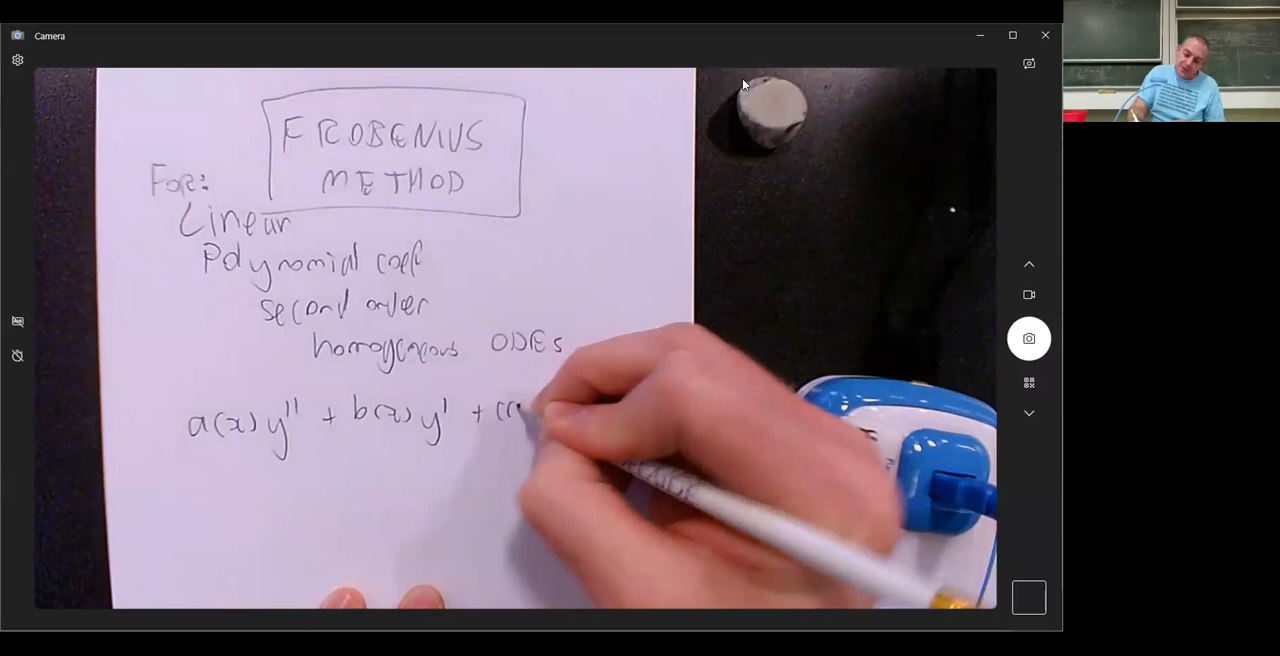 Camera
FROBENIUS
METHOD
For:
Linear
Polynomial coef
second order
homogeneous ODEs
a(x) y'' + b(x) y' + c(